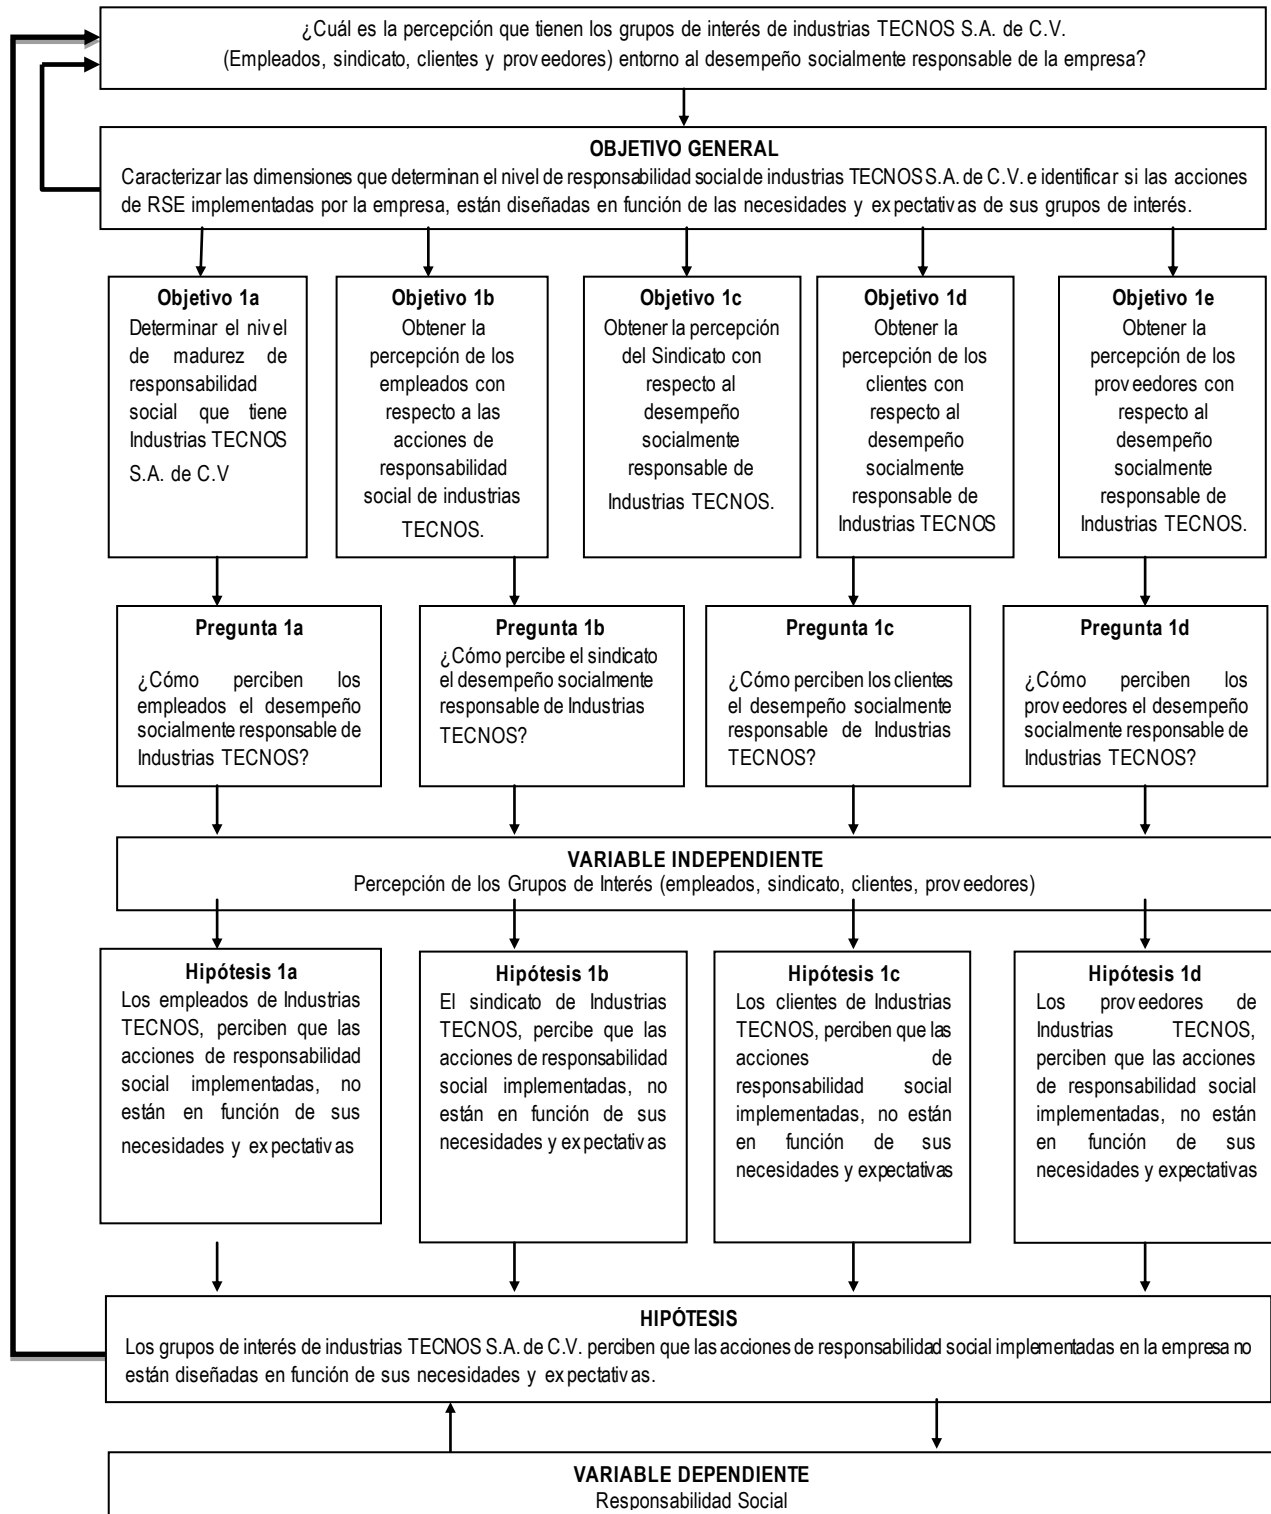 ¿Cuál es la percepción que tienen los grupos de interés de industrias TECNOS S.A. de C.V.
(Empleados, sindicato, clientes y proveedores) entorno al desempeño socialmente responsable de la empresa?
OBJETIVO GENERAL
Caracterizar las dimensiones que determinan el nivel de responsabilidad social de industrias TECNOS S.A. de C.V. e identificar si las acciones
de RSE implementadas por la empresa, están diseñadas en función de las necesidades y expectativas de sus grupos de interés.
Objetivo 1a
Determinar el nivel
de madurez de
responsabilidad
social que tiene
Industrias TECNOS
S.A. de C.V
Objetivo 1b
Obtener la
percepción de los
empleados con
respecto a las
acciones de
responsabilidad
social de industrias
TECNOS.
Objetivo 1c
Obtener la percepción
del Sindicato con
respecto al
desempeño
socialmente
responsable de
Industrias TECNOS.
Objetivo 1d
Obtener la
percepción de los
clientes con
respecto al
desempeño
socialmente
responsable de
Industrias TECNOS
Objetivo 1e
Obtener la
percepción de los
proveedores con
respecto al
desempeño
socialmente
responsable de
Industrias TECNOS.
Pregunta 1a
¿Cómo perciben los
empleados el desempeño
socialmente responsable de
Industrias TECNOS?
Pregunta 1b
¿Cómo percibe el sindicato
el desempeño socialmente
responsable de Industrias
TECNOS?
Pregunta 1c
¿Cómo perciben los clientes
el desempeño socialmente
responsable de Industrias
TECNOS?
Pregunta 1d
¿Cómo perciben los
proveedores el desempeño
socialmente responsable de
Industrias TECNOS?
VARIABLE INDEPENDIENTE
Percepción de los Grupos de Interés (empleados, sindicato, clientes, proveedores)
Hipótesis 1a
Los empleados de Industrias
TECNOS, perciben que las
acciones de responsabilidad
social implementadas, no
están en función de sus
necesidades y expectativas
Hipótesis 1b
El sindicato de Industrias
TECNOS, percibe que las
acciones de responsabilidad
social implementadas, no
están en función de sus
necesidades y expectativas
Hipótesis 1c
Los clientes de Industrias
TECNOS, perciben que las
acciones de
responsabilidad social
implementadas, no están
en función de sus
necesidades y expectativas
Hipótesis 1d
Los proveedores de
Industrias TECNOS,
perciben que las acciones
de responsabilidad social
implementadas, no están
en función de sus
necesidades y expectativas
HIPÓTESIS
Los grupos de interés de industrias TECNOS S.A. de C.V. perciben que las acciones de responsabilidad social implementadas en la empresa no
están diseñadas en función de sus necesidades y expectativas.
VARIABLE DEPENDIENTE
Responsabilidad Social